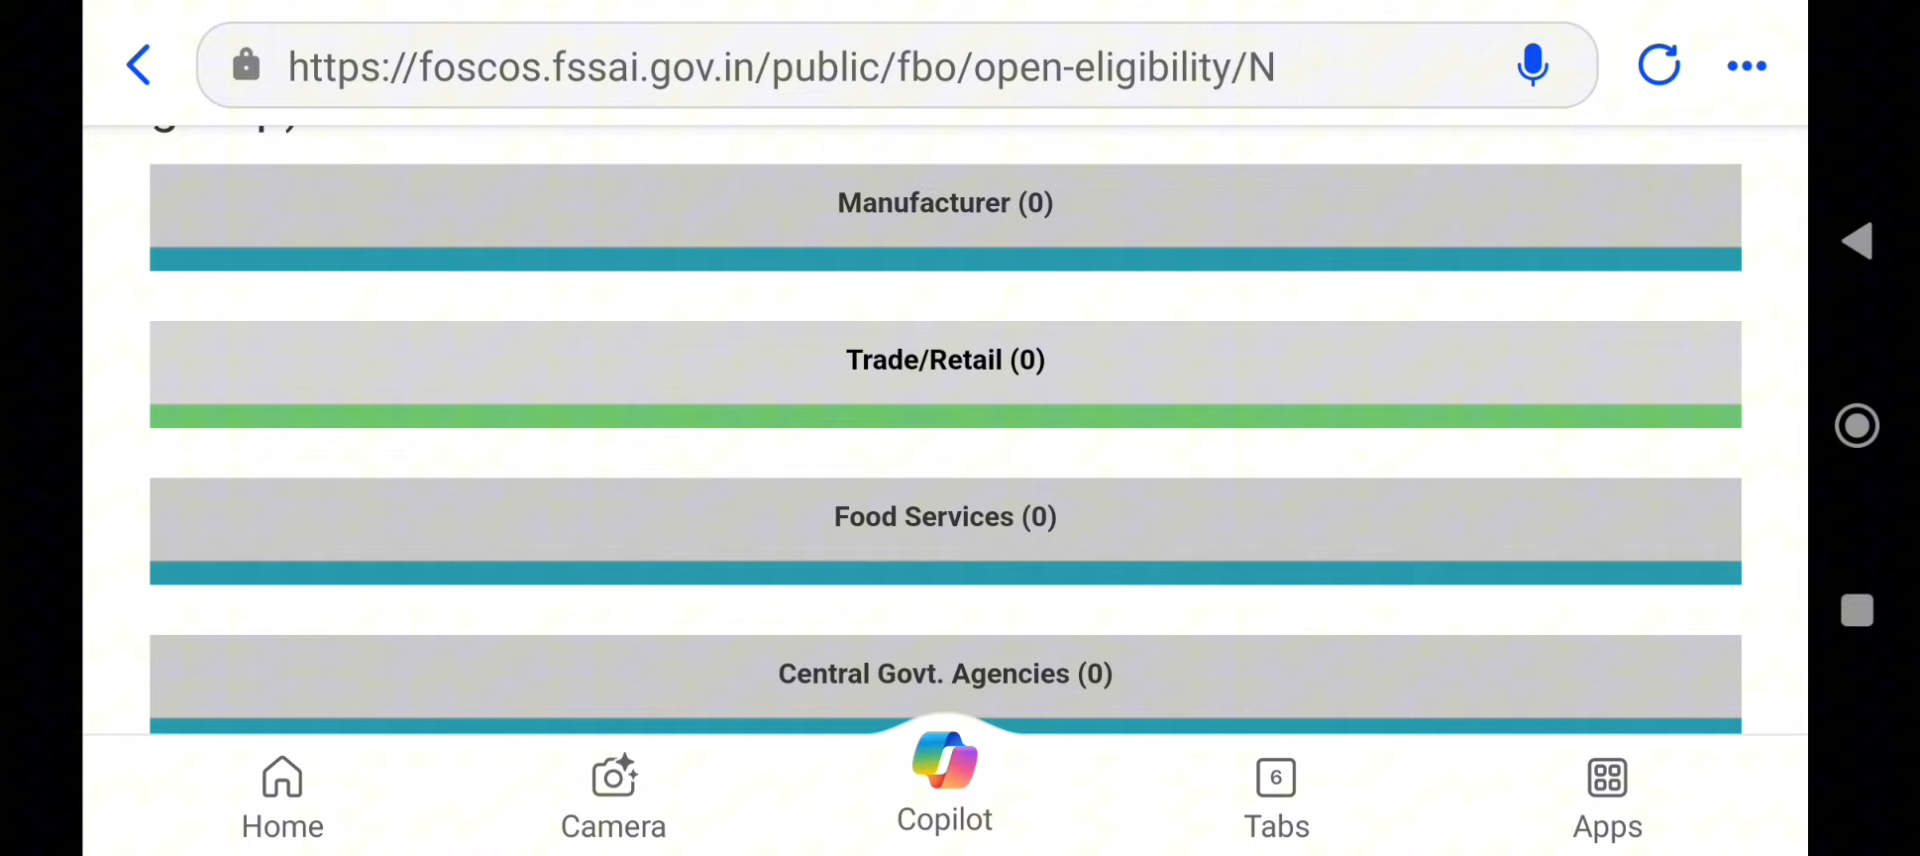 https://foscos.fssai.gov.in/public/fbo/open-eligibility/N
Manufacturer (0)
Trade/Retail (0)
Food Services (0)
Central Govt. Agencies (0)
Home
Camera
Copilot
6
Tabs
Apps